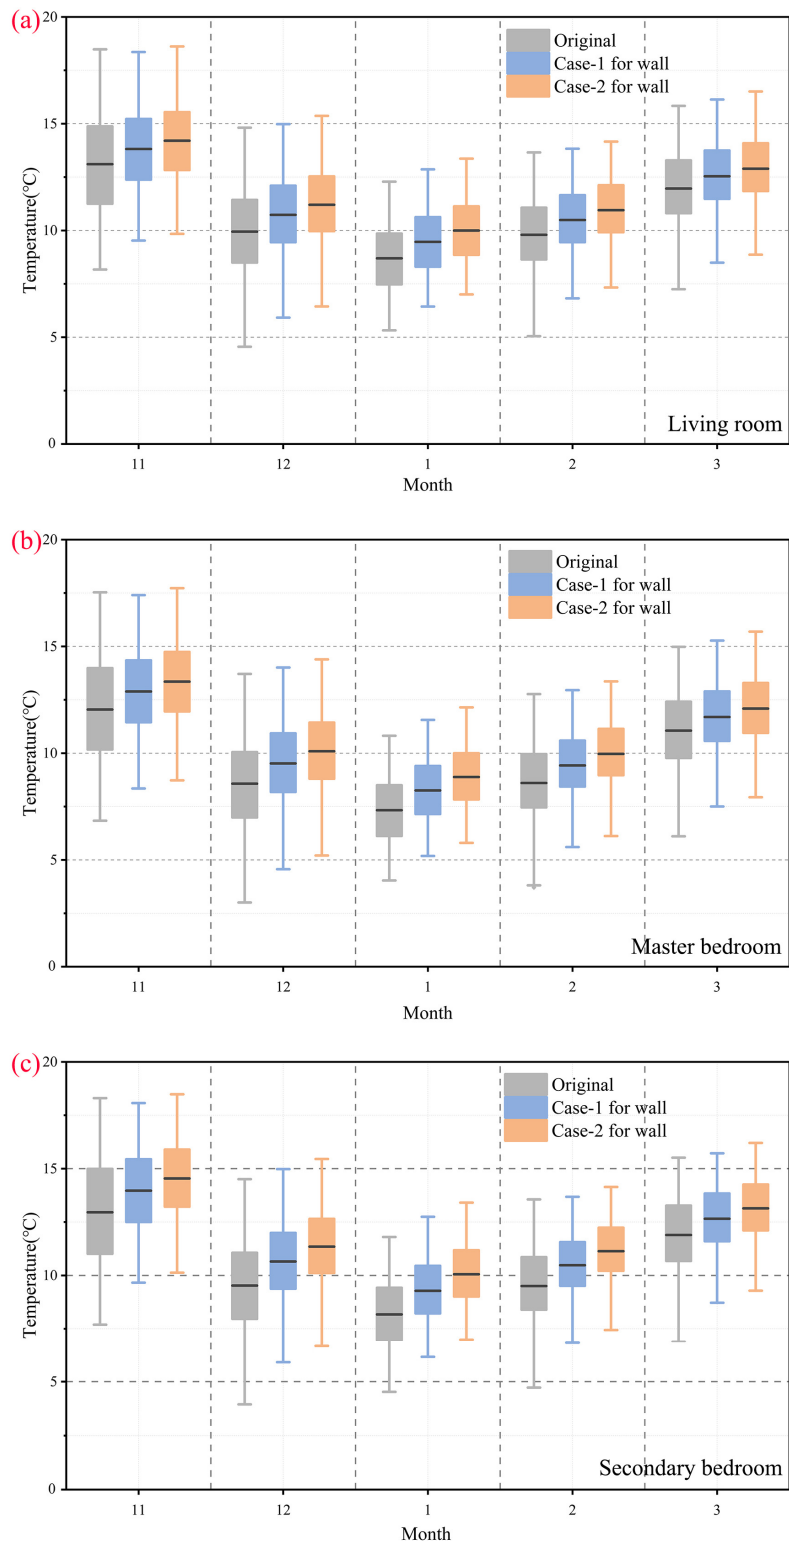 (a)
20
15
10
5
0
Temperature(℃)
Original
Case-1 for wall
Case-2 for wall
Living room
11 12 1 2 3
Month
(b)
20
15
10
5
0
Temperature(℃)
Original
Case-1 for wall
Case-2 for wall
Master bedroom
11 12 1 2 3
Month
(c)
20
15
10
5
0
Temperature(℃)
Original
Case-1 for wall
Case-2 for wall
Secondary bedroom
11 12 1 2 3
Month